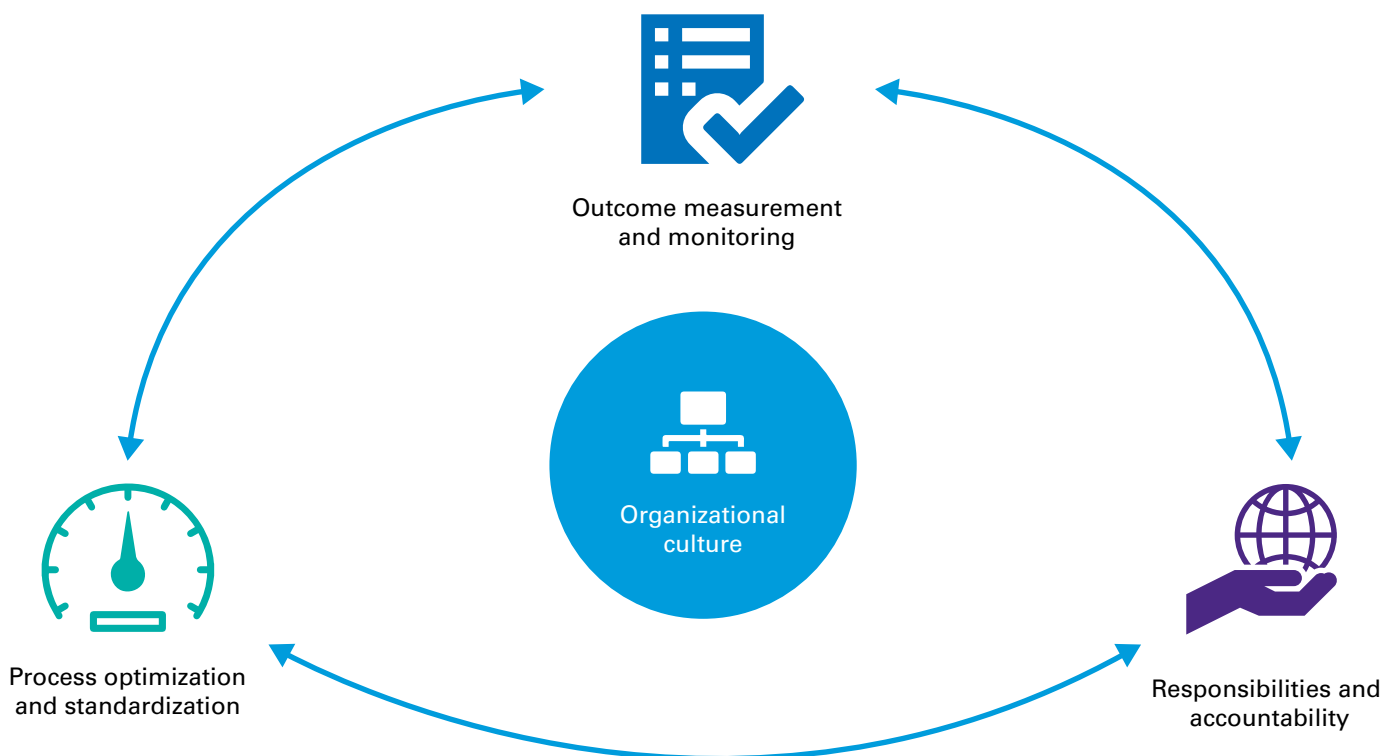 Outcome measurement
and monitoring
Organizational
culture
Process optimization
and standardization
Responsibilities and
accountability